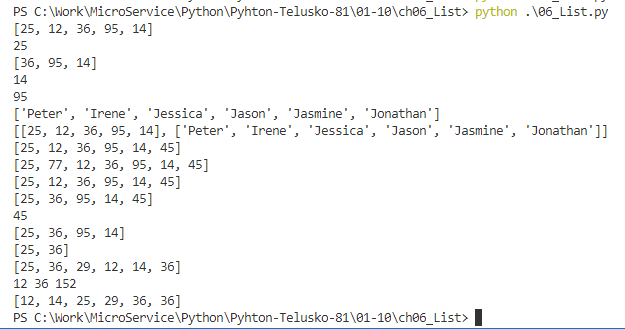 PS C:\Work\MicroService\Python\Pyhton-Telusko-81\01-10\ch06_List> python .\06_List.py
[25, 12, 36, 95, 14]
25
[36, 95, 14]
14
95
['Peter', 'Irene', 'Jessica', 'Jason', 'Jasmine', 'Jonathan']
[[25, 12, 36, 95, 14], ['Peter', 'Irene', 'Jessica', 'Jason', 'Jasmine', 'Jonathan']]
[25, 12, 36, 95, 14, 45]
[25, 77, 12, 36, 95, 14, 45]
[25, 12, 36, 95, 14, 45]
[25, 36, 95, 14, 45]
45
[25, 36, 95, 14]
[25, 36]
[25, 36, 29, 12, 14, 36]
12 36 152
[12, 14, 25, 29, 36, 36]
PS C:\Work\MicroService\Python\Pyhton-Telusko-81\01-10\ch06_List>